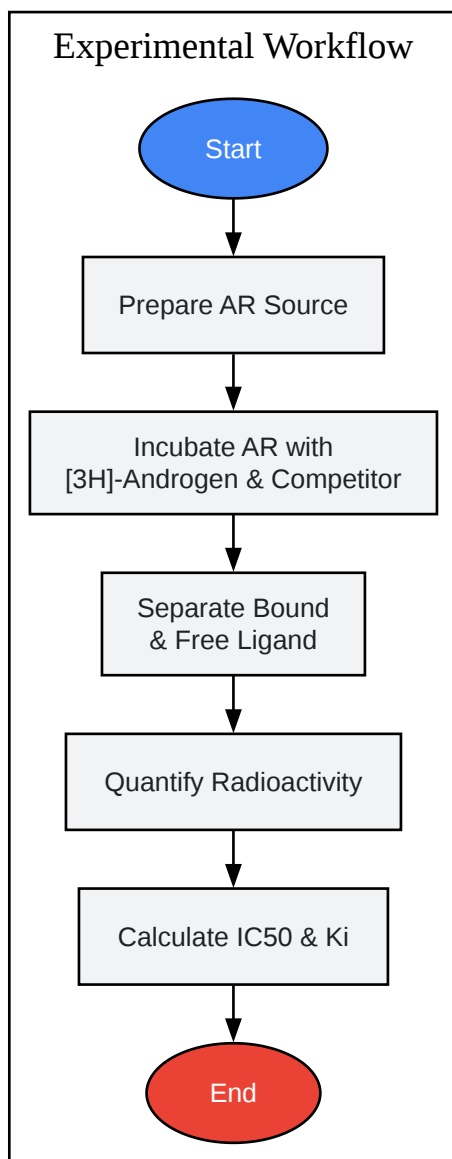 Experimental Workflow
Start
Prepare AR Source
Incubate AR with
[3H]-Androgen & Competitor
Separate Bound
& Free Ligand
Quantify Radioactivity
Calculate IC50 & Ki
End